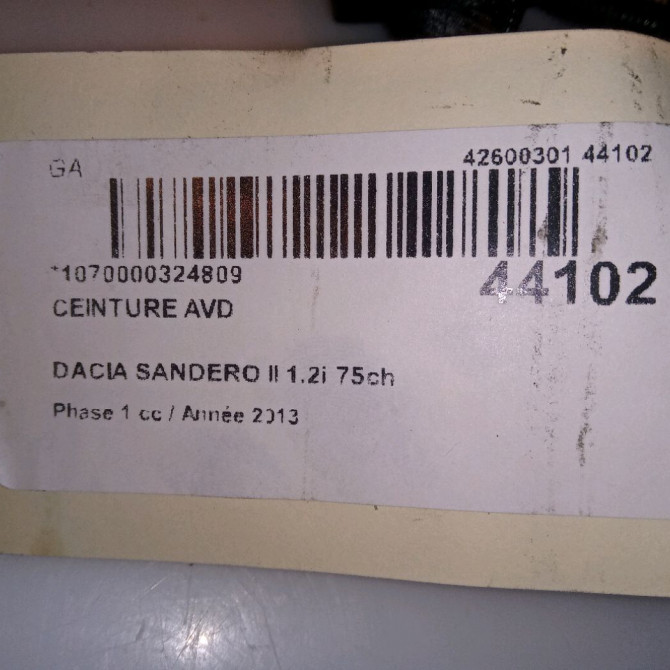 GA 42600301 44102
*1070000324809 44102
CEINTURE AVD
DACIA SANDERO II 1.2i 75ch
Phase 1 cc / Année 2013